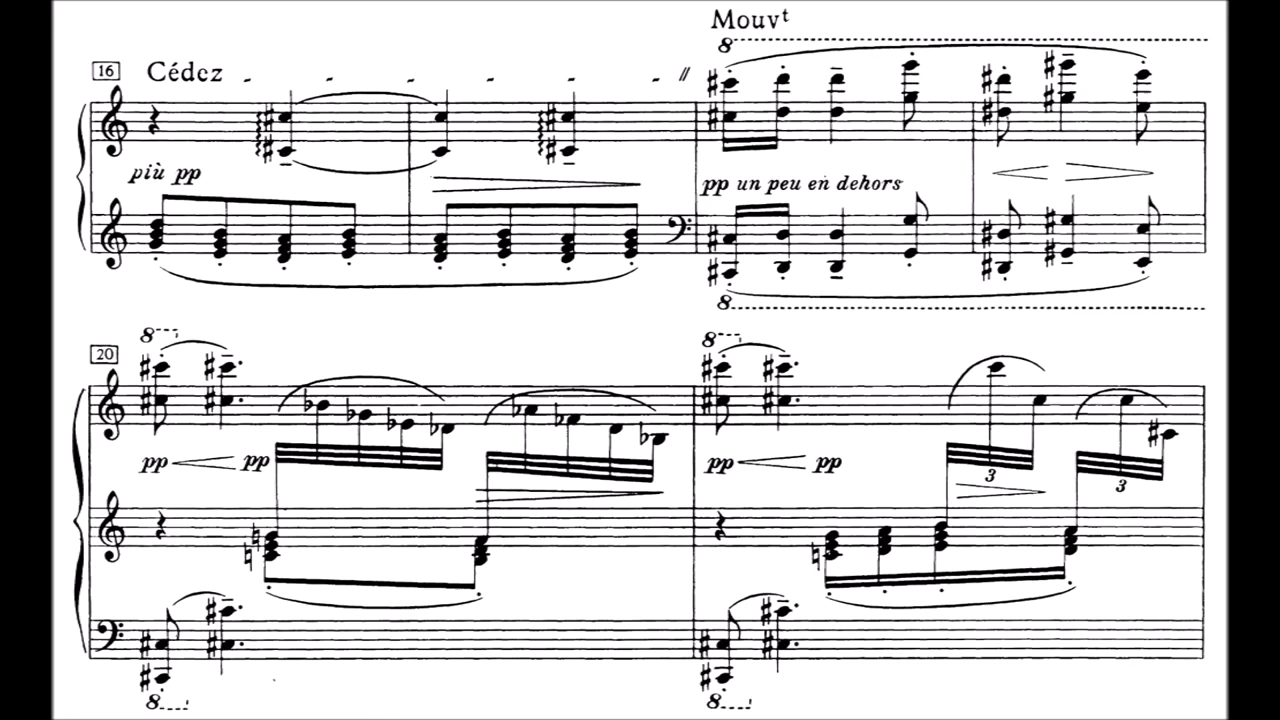 Mouvt
8
16 Cédez
più pp
pp un peu en dehors
8
8 8
20
pp pp pp pp
3 3
8 8